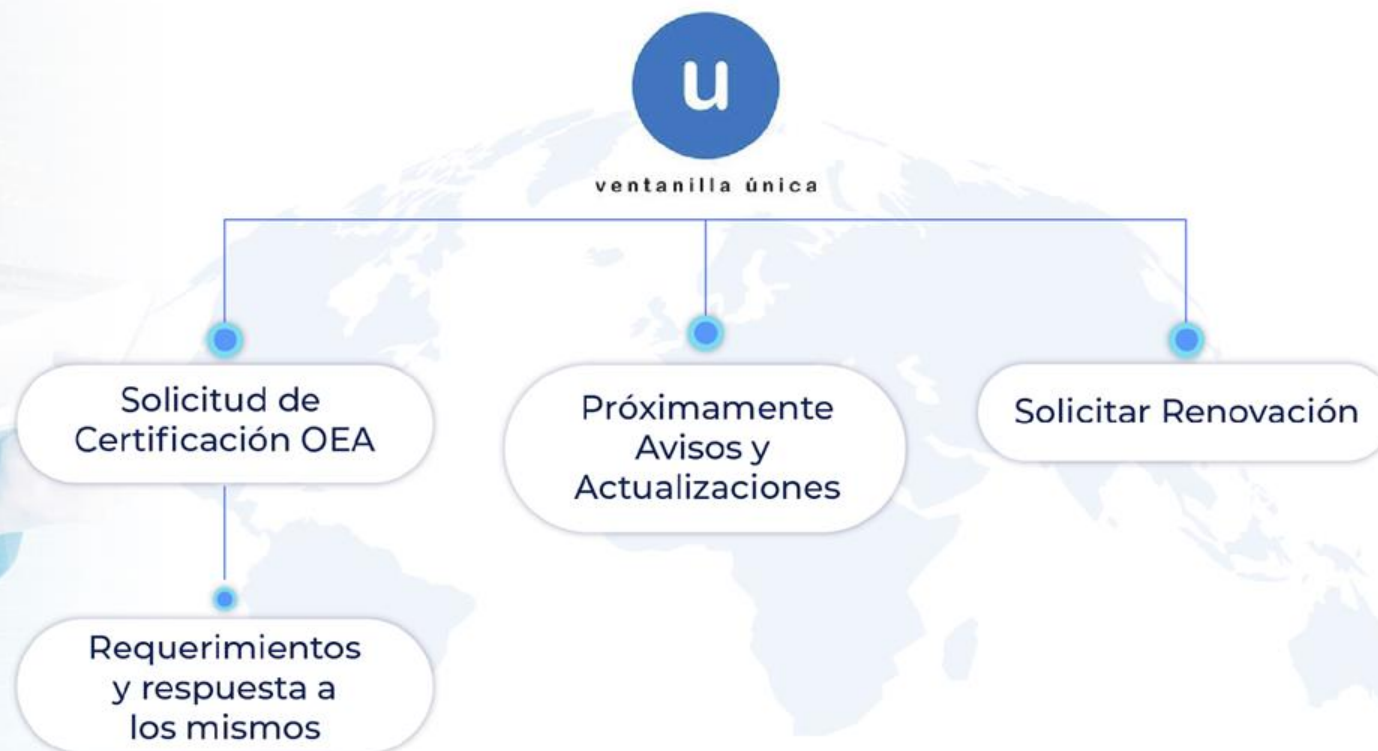 u
ventanilla única
Solicitud de
Certificación OEA
Próximamente
Avisos y
Actualizaciones
Solicitar Renovación
Requerimientos
y respuesta a
los mismos